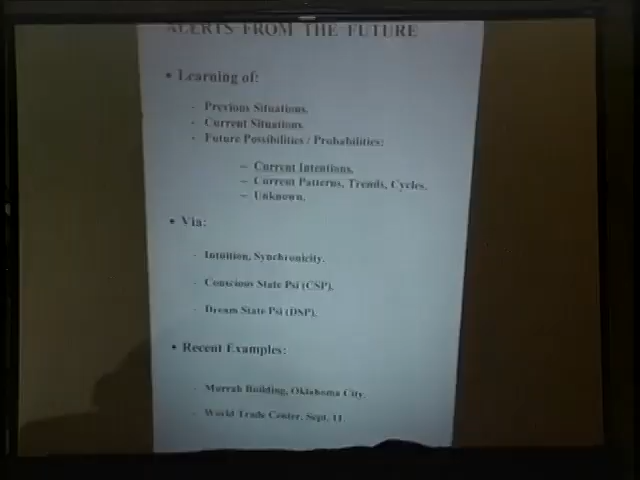 ALERTS FROM THE FUTURE
• Learning of:
- Previous Situations.
- Current Situations.
- Future Possibilities / Probabilities:
– Current Intentions.
– Current Patterns, Trends, Cycles.
– Unknown.
• Via:
- Intuition, Synchronicity.
- Conscious State Psi (CSP).
- Dream State Psi (DSP).
• Recent Examples:
- Murrah Building, Oklahoma City.
- World Trade Center, Sept. 11.